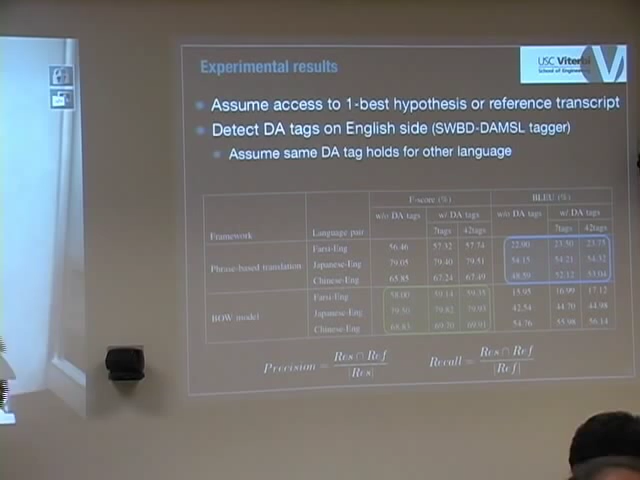 Experimental results
USC Viterbi
School of Engineering
Assume access to 1-best hypothesis or reference transcript
Detect DA tags on English side (SWBD-DAMSL tagger)
Assume same DA tag holds for other language
Framework Language pair F-score (%) BLEU (%)
w/o DA tags w/ DA tags w/o DA tags w/ DA tags
7tags 42tags 7tags 42tags
Phrase-based translation
Farsi-Eng 56.46 57.32 57.74 22.90 23.50 23.75
Japanese-Eng 79.05 79.40 79.51 54.15 54.21 54.32
Chinese-Eng 65.85 67.24 67.49 48.59 52.12 53.04
BOW model
Farsi-Eng 58.00 59.14 59.35 15.95 16.99 17.12
Japanese-Eng 79.50 79.82 79.93 42.54 44.70 44.98
Chinese-Eng 68.83 69.70 69.91 54.76 55.98 56.14
Precision = Res ∩ Ref / |Res|
Recall = Res ∩ Ref / |Ref|